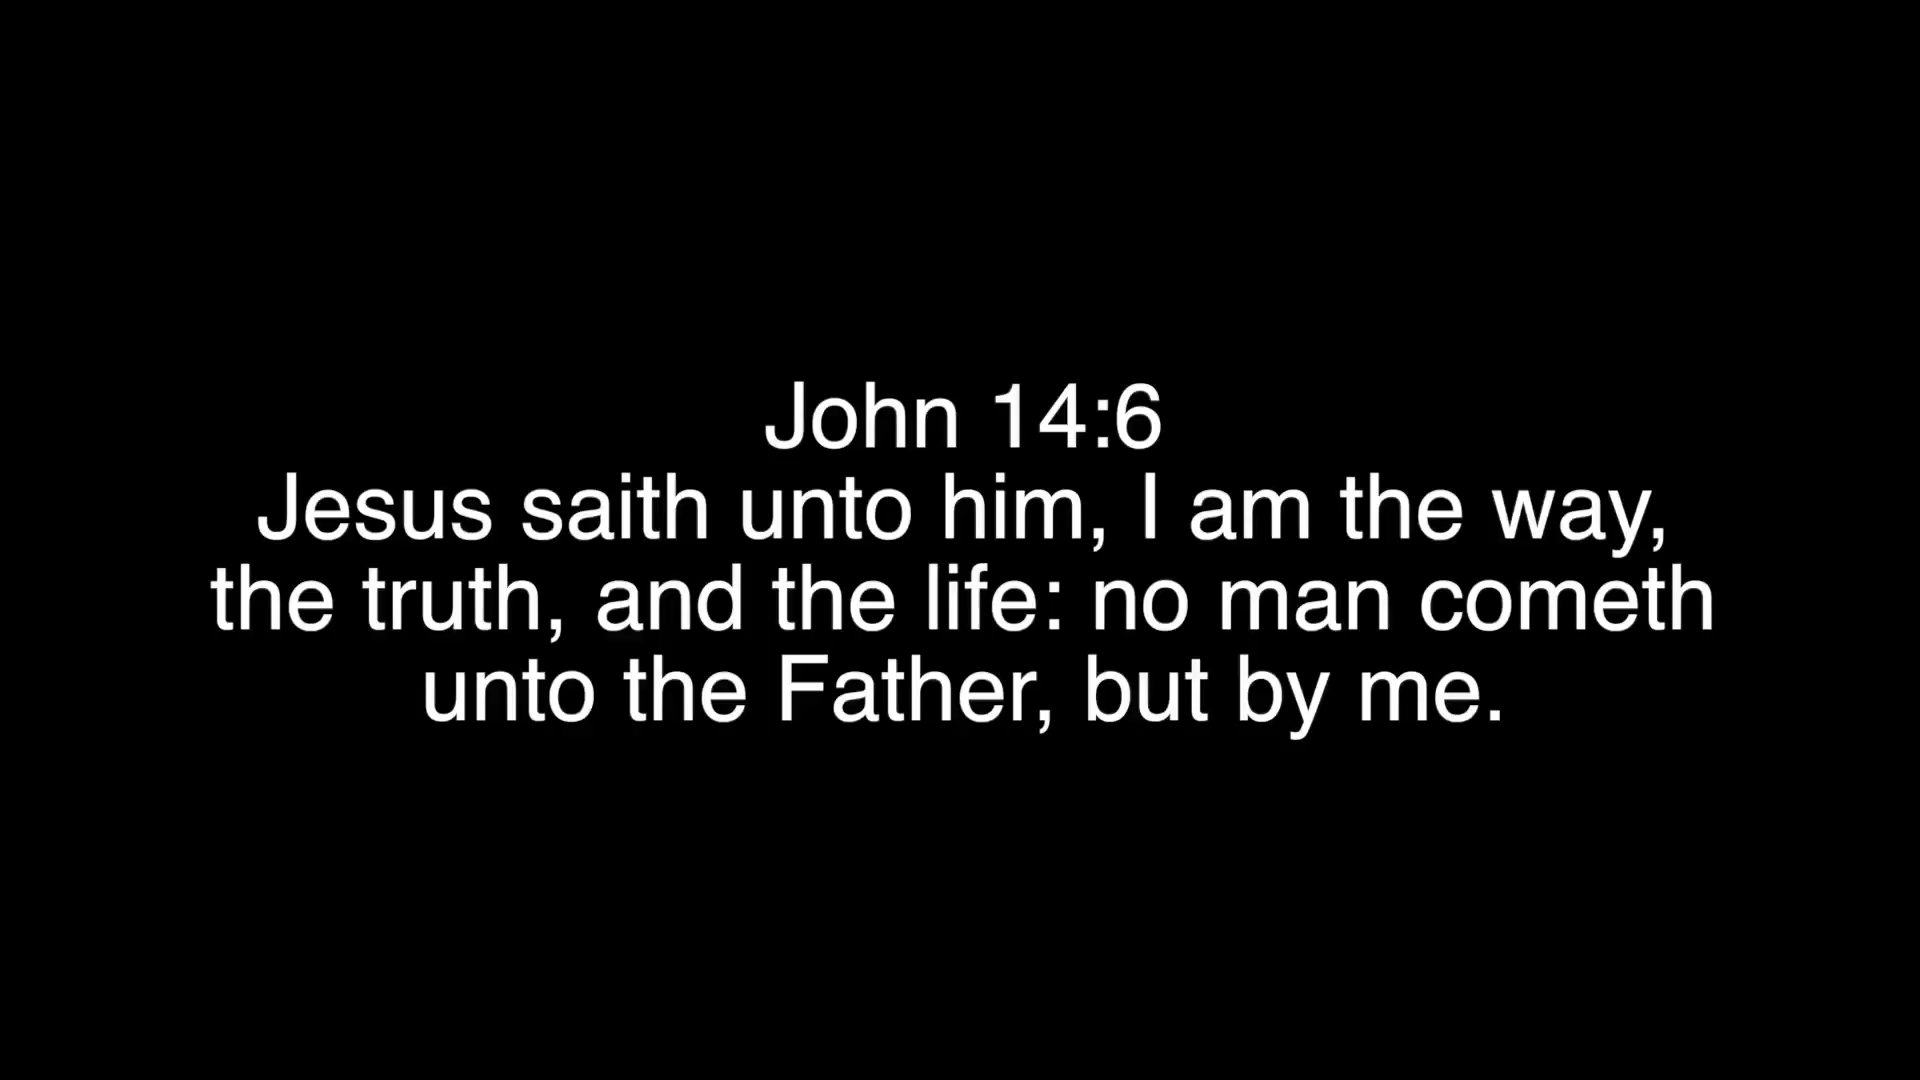 John 14:6
Jesus saith unto him, I am the way,
the truth, and the life: no man cometh
unto the Father, but by me.